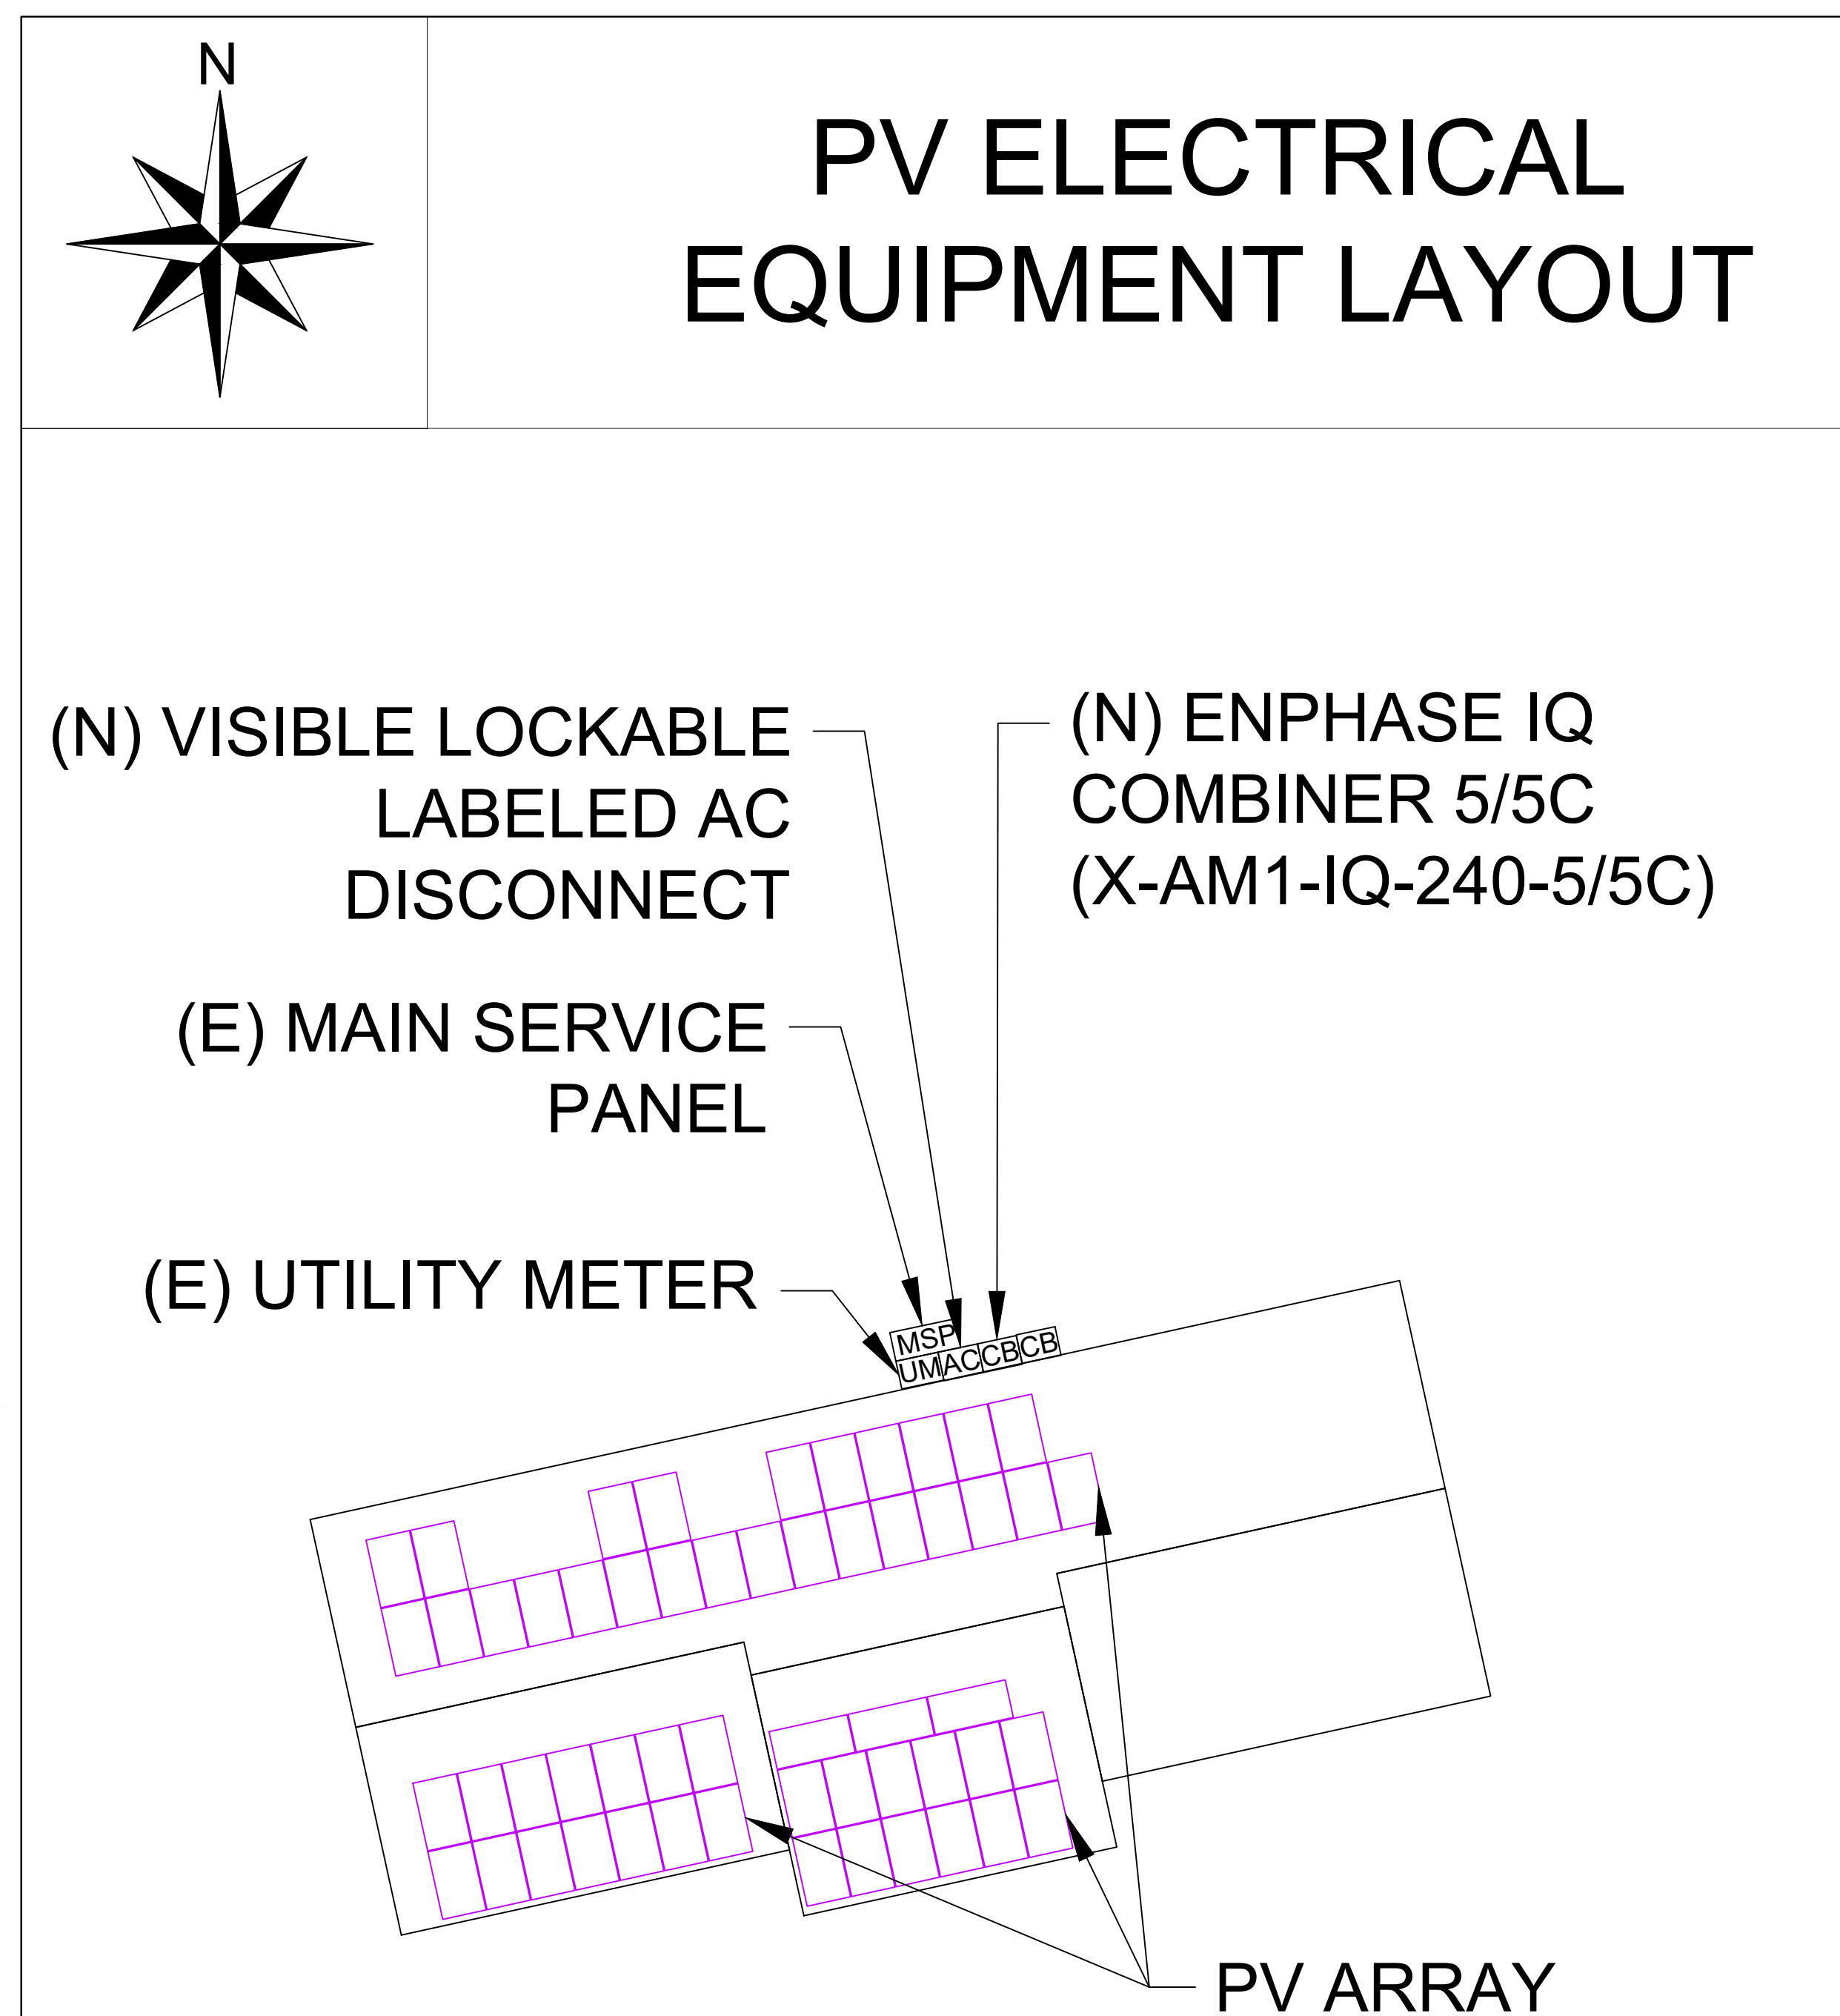 N
PV ELECTRICAL
EQUIPMENT LAYOUT
(N) VISIBLE LOCKABLE
LABELED AC
DISCONNECT
(N) ENPHASE IQ
COMBINER 5/5C
(X-AM1-IQ-240-5/5C)
(E) MAIN SERVICE
PANEL
(E) UTILITY METER
MSP
UM AC CB CB
PV ARRAY